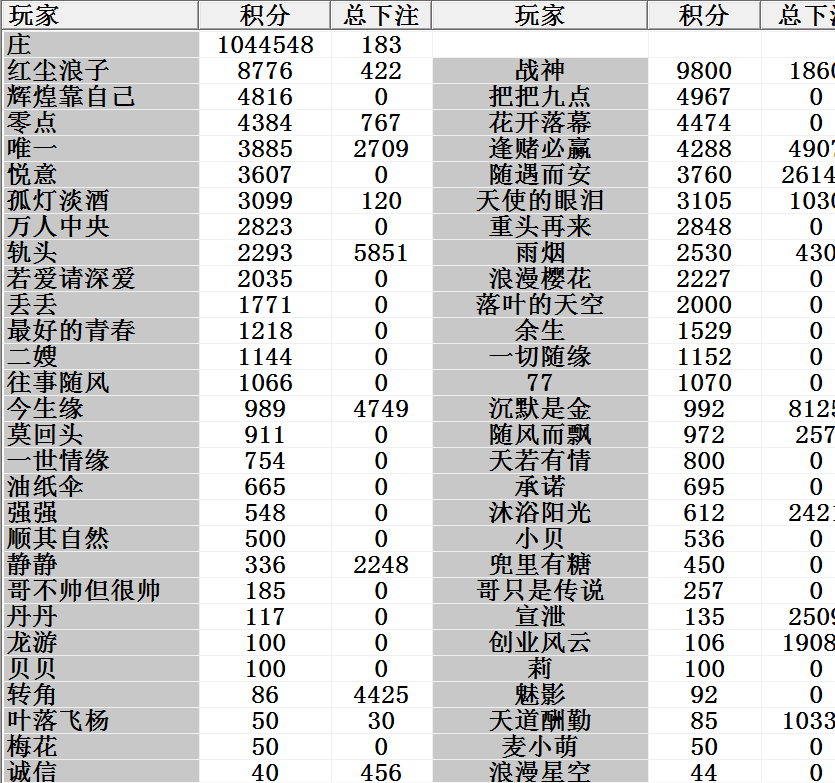 玩家 积分 总下注 玩家 积分 总下
庄 1044548 183
红尘浪子 8776 422 战神 9800 1860
辉煌靠自己 4816 0 把把九点 4967 0
零点 4384 767 花开落幕 4474 0
唯一 3885 2709 逢赌必赢 4288 4907
悦意 3607 0 随遇而安 3760 2614
孤灯淡酒 3099 120 天使的眼泪 3105 1030
万人中央 2823 0 重头再来 2848 0
轨头 2293 5851 雨烟 2530 430
若爱请深爱 2035 0 浪漫樱花 2227 0
丢丢 1771 0 落叶的天空 2000 0
最好的青春 1218 0 余生 1529 0
二嫂 1144 0 一切随缘 1152 0
往事随风 1066 0 77 1070 0
今生缘 989 4749 沉默是金 992 8125
莫回头 911 0 随风而飘 972 257
一世情缘 754 0 天若有情 800 0
油纸伞 665 0 承诺 695 0
强强 548 0 沐浴阳光 612 2421
顺其自然 500 0 小贝 536 0
静静 336 2248 兜里有糖 450 0
哥不帅但很帅 185 0 哥只是传说 257 0
丹丹 117 0 宣泄 135 2509
龙游 100 0 创业风云 106 1908
贝贝 100 0 莉 100 0
转角 86 4425 魅影 92 0
叶落飞杨 50 30 天道酬勤 85 1033
梅花 50 0 麦小萌 50 0
诚信 40 456 浪漫星空 44 0